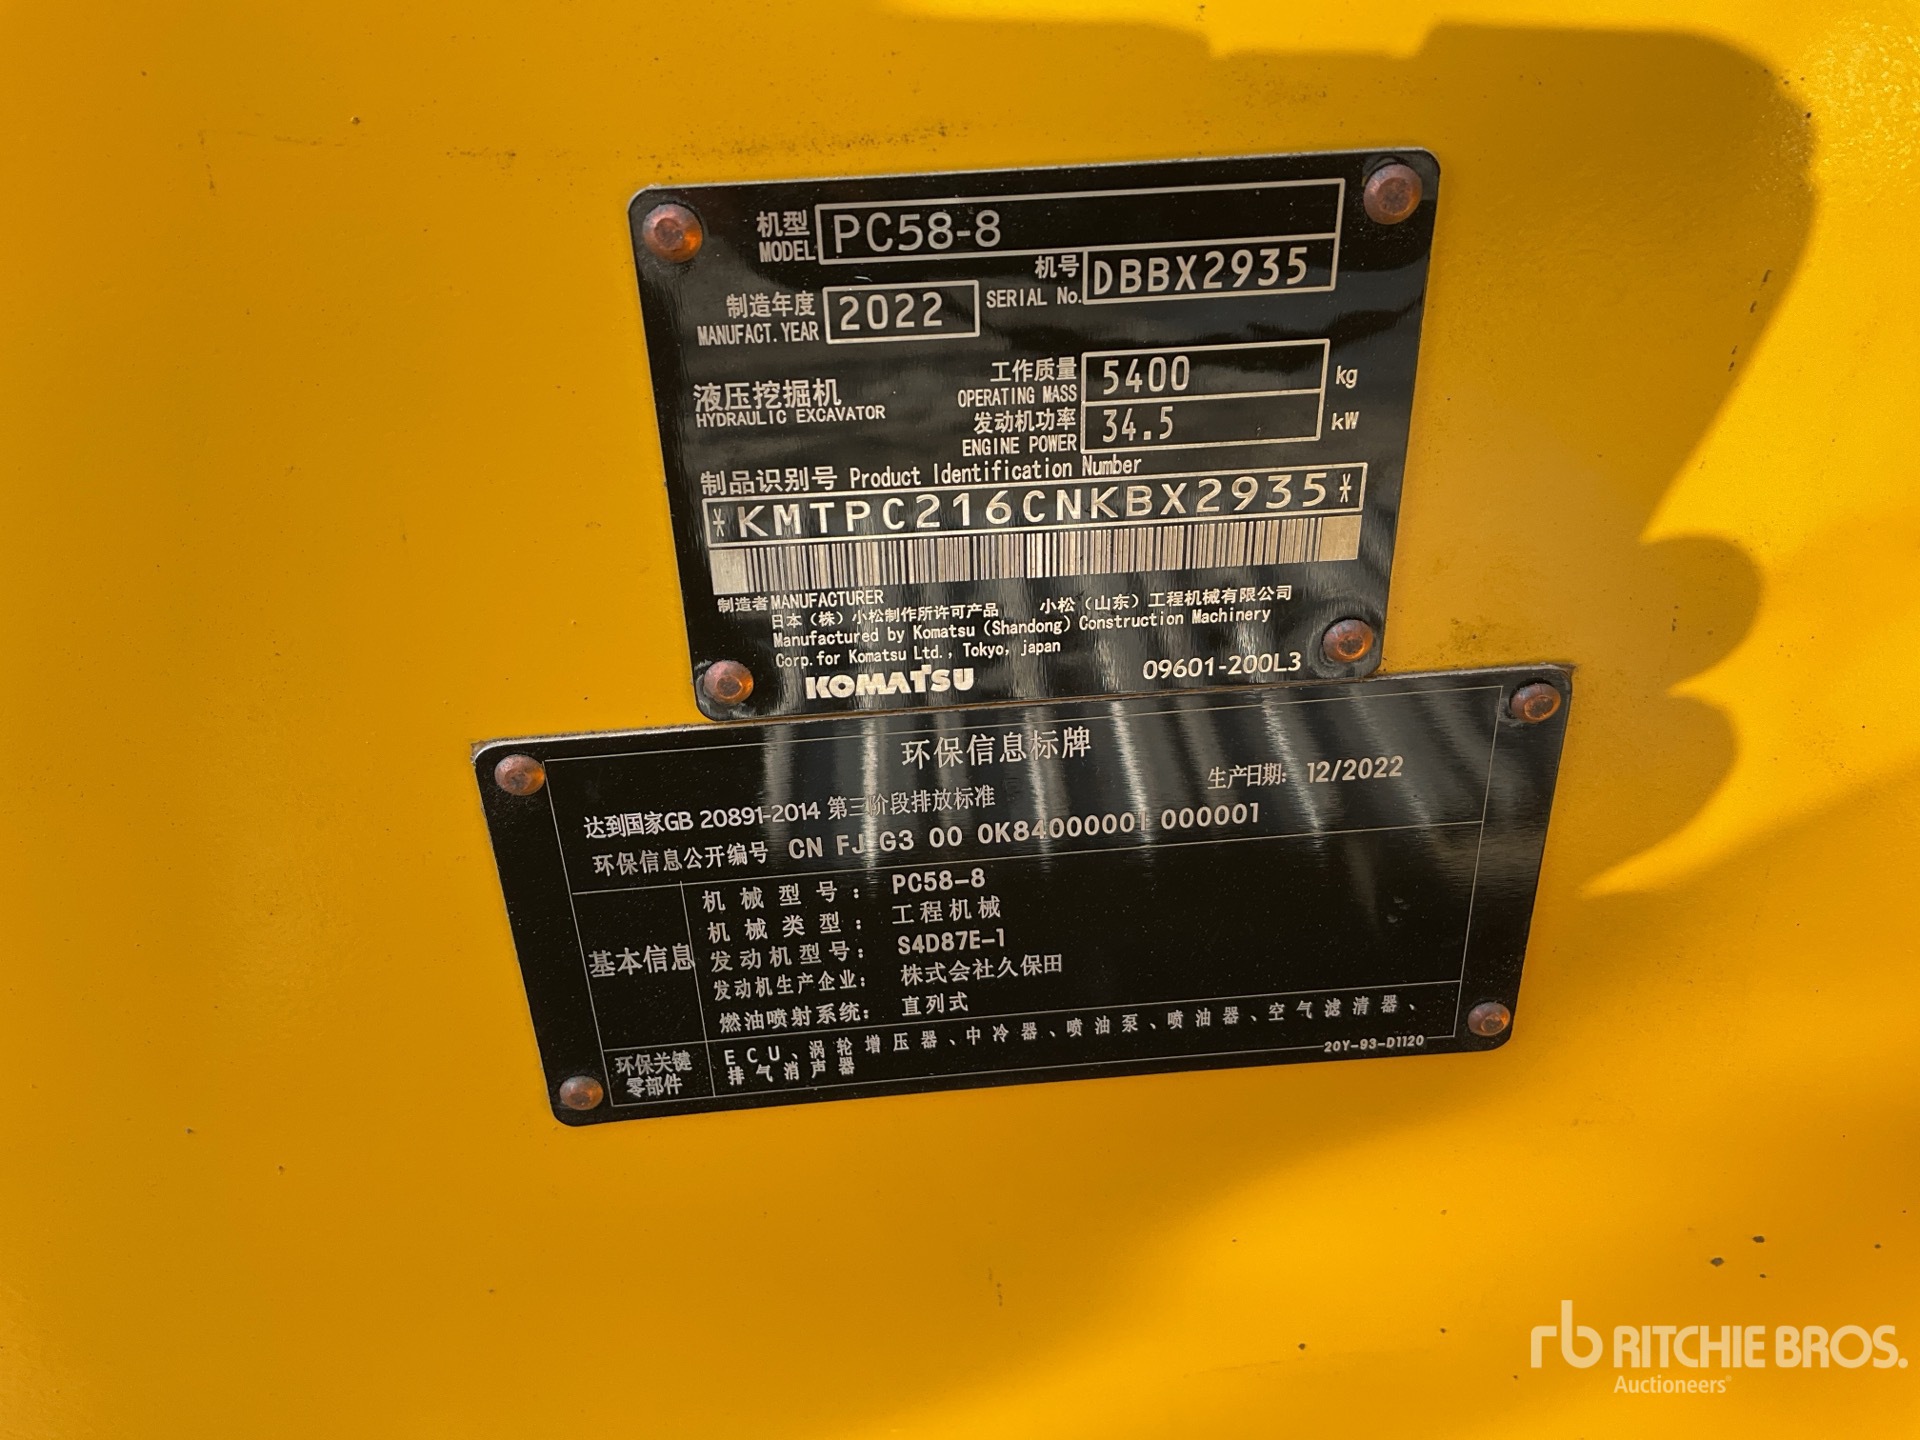 机型 PC58-8
MODEL
机号 DBBX2935
SERIAL No.
制造年度 2022
MANUFACT. YEAR
工作质量 5400 kg
OPERATING MASS
液压挖掘机
HYDRAULIC EXCAVATOR
发动机功率 34.5 kW
ENGINE POWER
制品识别号 Product Identification Number
*KMTPC216CNKBX2935*
制造者 MANUFACTURER
日本（株）小松制作所许可产品 小松（山东）工程机械有限公司
Manufactured by Komatsu (Shandong) Construction Machinery
Corp. for Komatsu Ltd., Tokyo, japan
KOMATSU 09601-200L3
环保信息标牌
生产日期: 12/2022
达到国家GB 20891-2014 第三阶段排放标准
环保信息公开编号 CN FJ G3 00 0K84000001 000001
基本信息
机械型号: PC58-8
机械类型: 工程机械
发动机型号: S4D87E-1
发动机生产企业: 株式会社久保田
燃油喷射系统: 直列式
环保关键
零部件
ECU、涡轮增压器、中冷器、喷油泵、喷油器、空气滤清器、
排气消声器
20Y-93-D1120
rb RITCHIE BROS.
Auctioneers